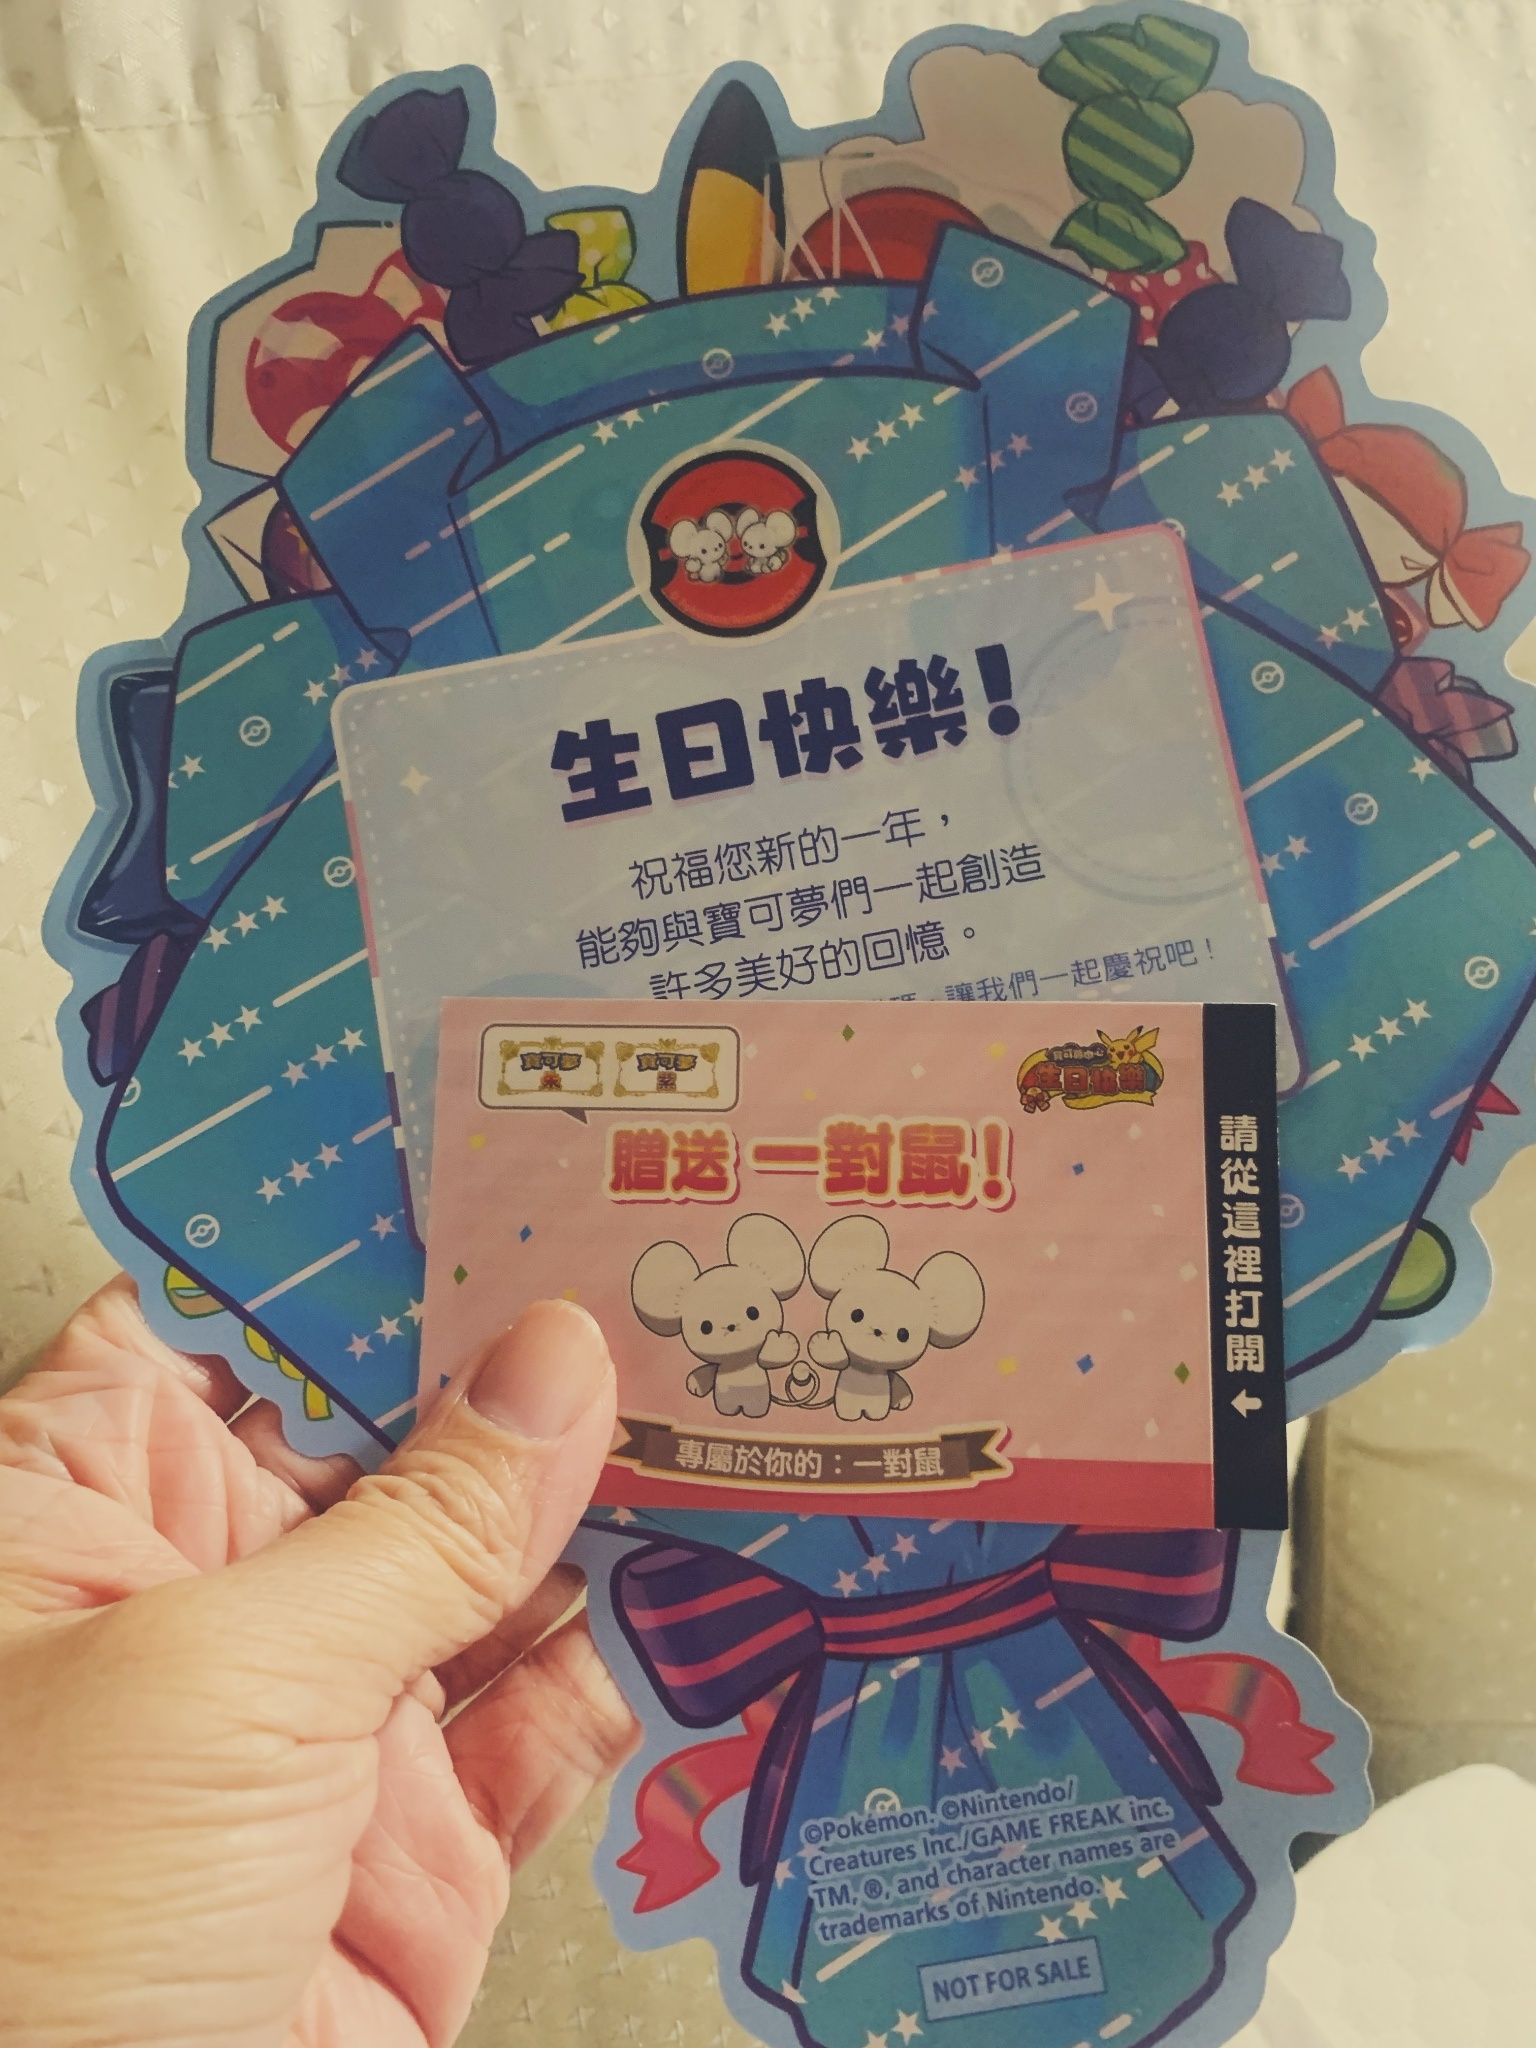 生日快樂!
祝福您新的一年，
能夠與寶可夢們一起創造
許多美好的回憶。
讓我們一起慶祝吧!
寶可夢
朱
寶可夢
紫
寶可夢中心
生日快樂
贈送 一對鼠!
專屬於你的：一對鼠
請從這裡打開
©Pokémon. ©Nintendo/
Creatures Inc./GAME FREAK inc.
TM, ®, and character names are
trademarks of Nintendo.
NOT FOR SALE